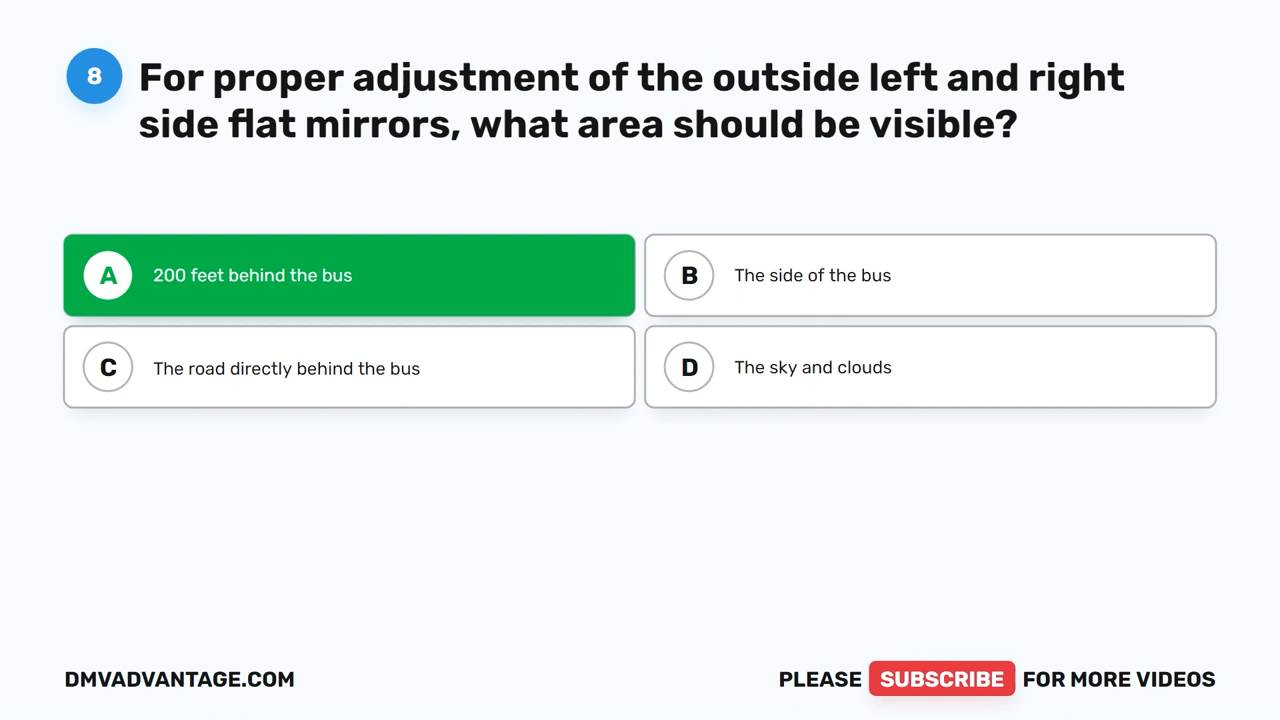 8
For proper adjustment of the outside left and right
side flat mirrors, what area should be visible?
A 200 feet behind the bus
B The side of the bus
C The road directly behind the bus
D The sky and clouds
DMVADVANTAGE.COM
PLEASE SUBSCRIBE FOR MORE VIDEOS